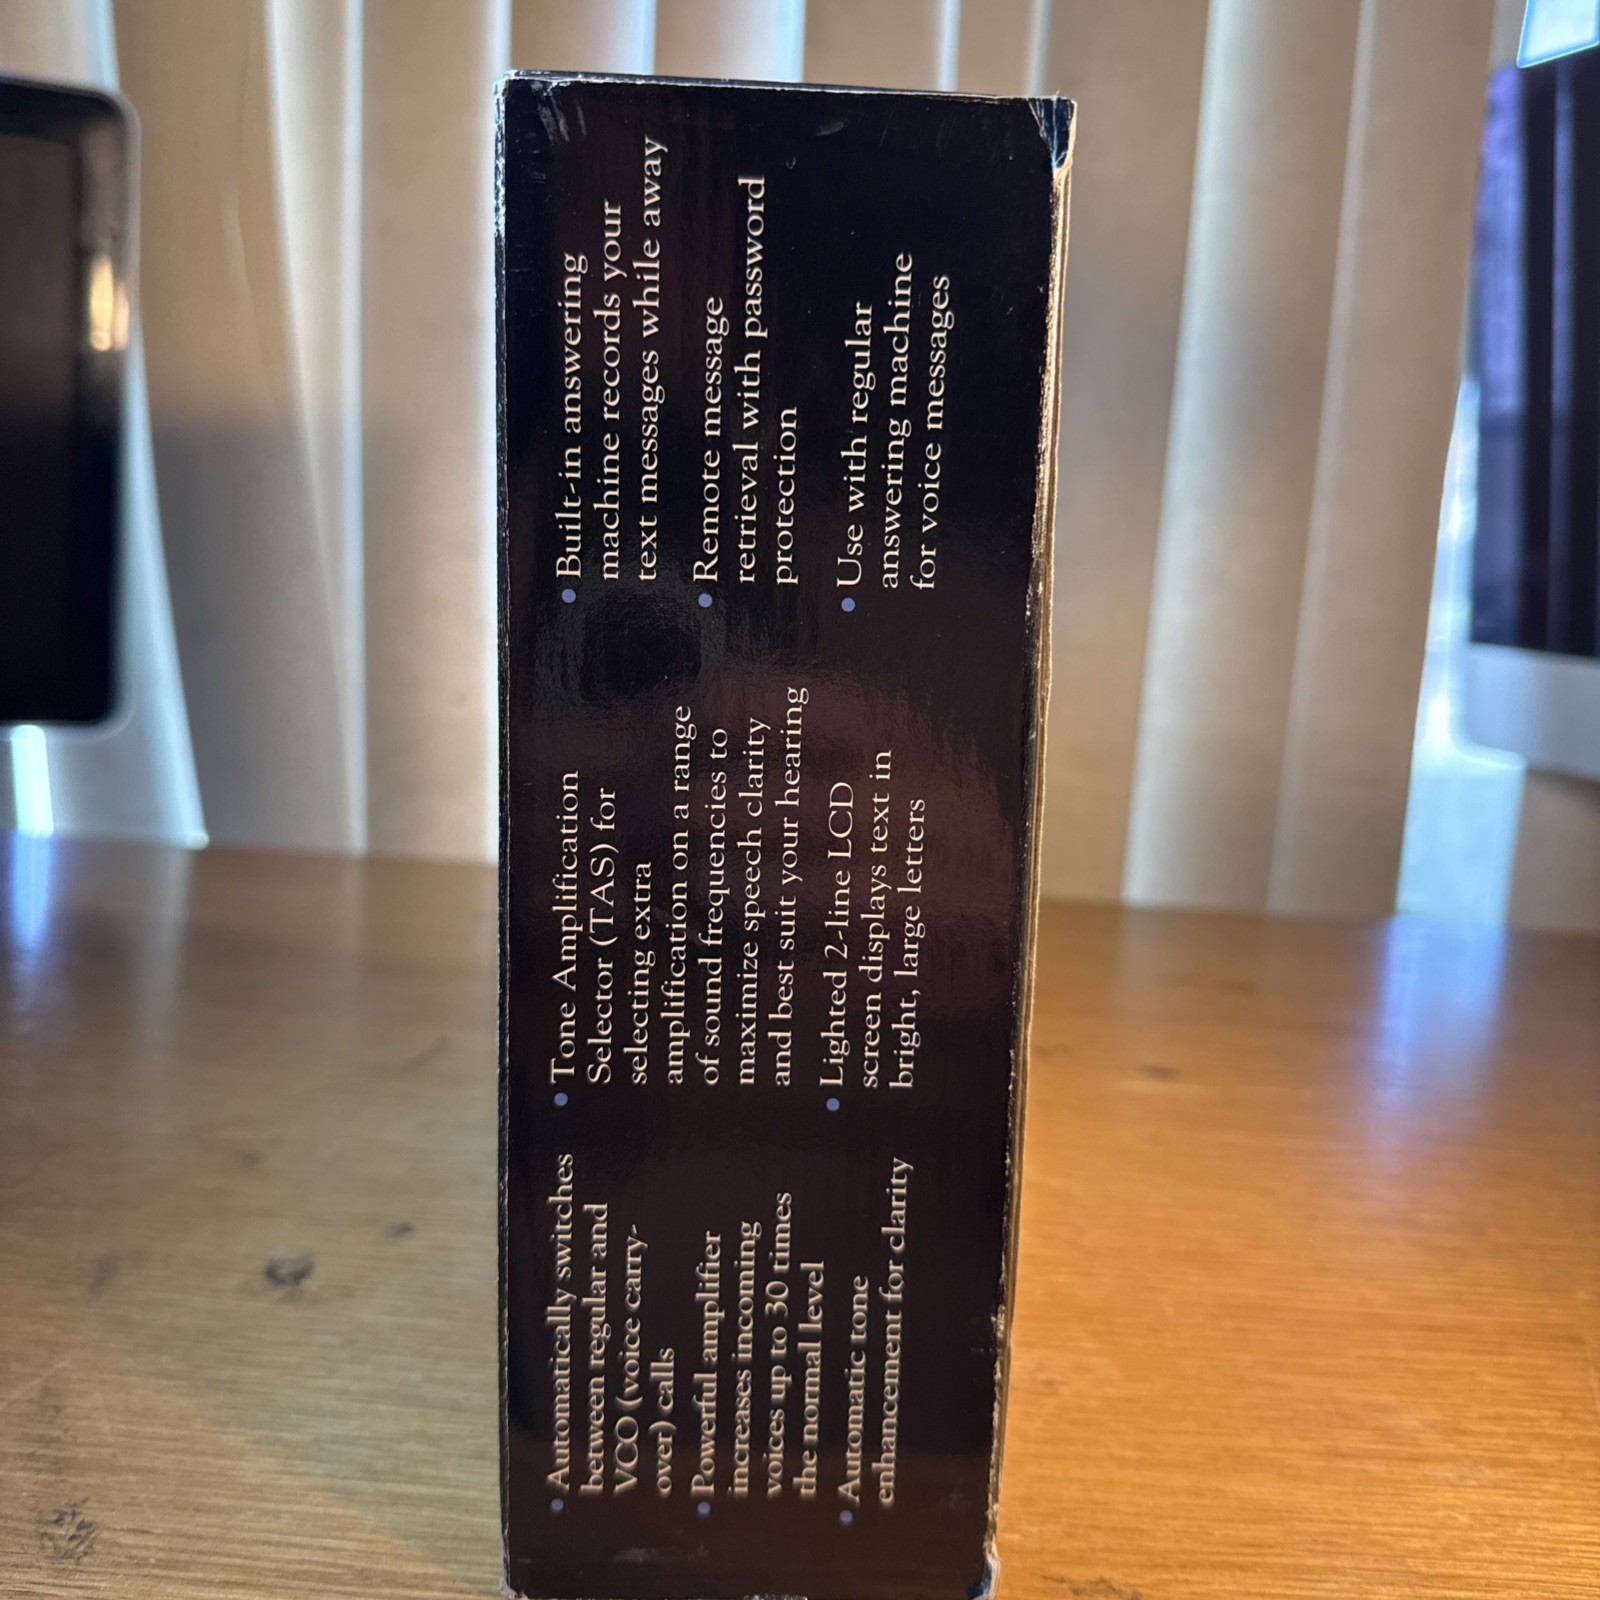 • Automatically switches
between regular and
VCO (voice carry-
over) calls
• Powerful amplifier
increases incoming
voices up to 30 times
the normal level
• Automatic tone
enhancement for clarity
• Tone Amplification
Selector (TAS) for
selecting extra
amplification on a range
of sound frequencies to
maximize speech clarity
and best suit your hearing
• Lighted 2-line LCD
screen displays text in
bright, large letters
• Built-in answering
machine records your
text messages while away
• Remote message
retrieval with password
protection
• Use with regular
answering machine
for voice messages